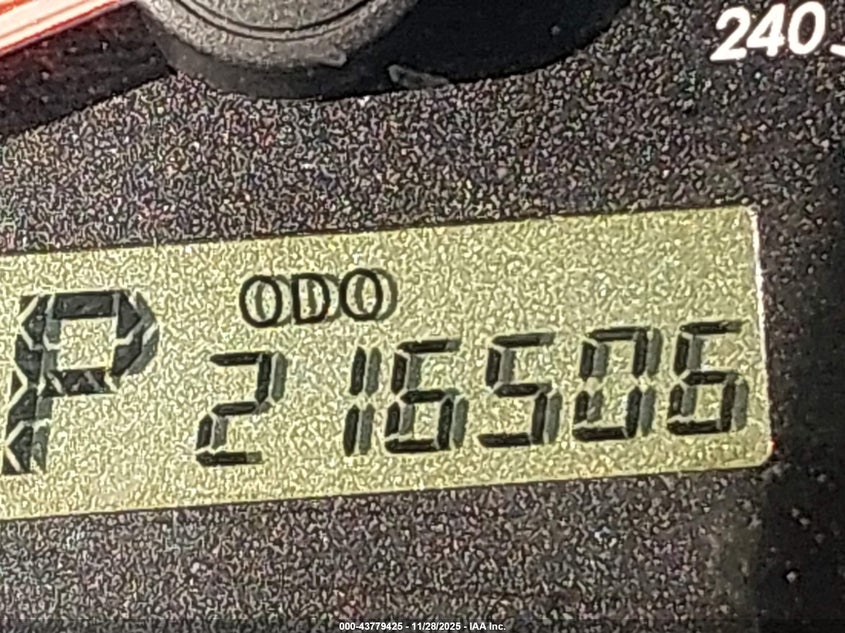 240
ODO
P 216506
000-43779425 - 11/28/2025 - IAA Inc.